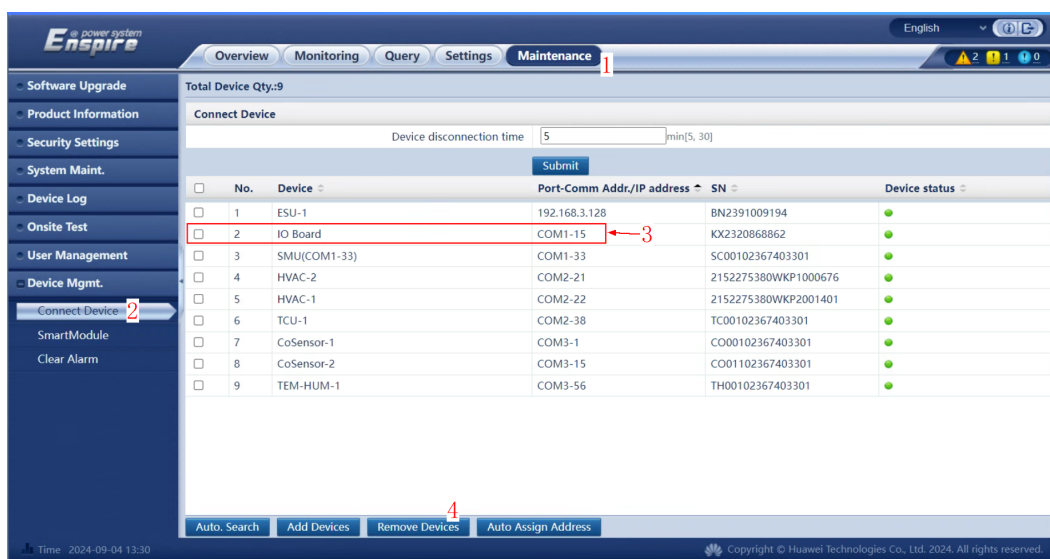 @ power system
Enspire
English
Overview Monitoring Query Settings Maintenance 1
2 1 0
Software Upgrade
Product Information
Security Settings
System Maint.
Device Log
Onsite Test
User Management
Device Mgmt.
Connect Device 2
SmartModule
Clear Alarm
Total Device Qty.:9
Connect Device
Device disconnection time 5 min[5, 30]
Submit
No. Device Port-Comm Addr./IP address SN Device status
1 ESU-1 192.168.3.128 BN2391009194
2 IO Board COM1-15 3 KX2320868862
3 SMU(COM1-33) COM1-33 SC00102367403301
4 HVAC-2 COM2-21 2152275380WKP1000676
5 HVAC-1 COM2-22 2152275380WKP2001401
6 TCU-1 COM2-38 TC00102367403301
7 CoSensor-1 COM3-1 CO00102367403301
8 CoSensor-2 COM3-15 CO01102367403301
9 TEM-HUM-1 COM3-56 TH00102367403301
4
Auto. Search Add Devices Remove Devices Auto Assign Address
Time 2024-09-04 13:30
Copyright © Huawei Technologies Co., Ltd. 2024. All rights reserved.